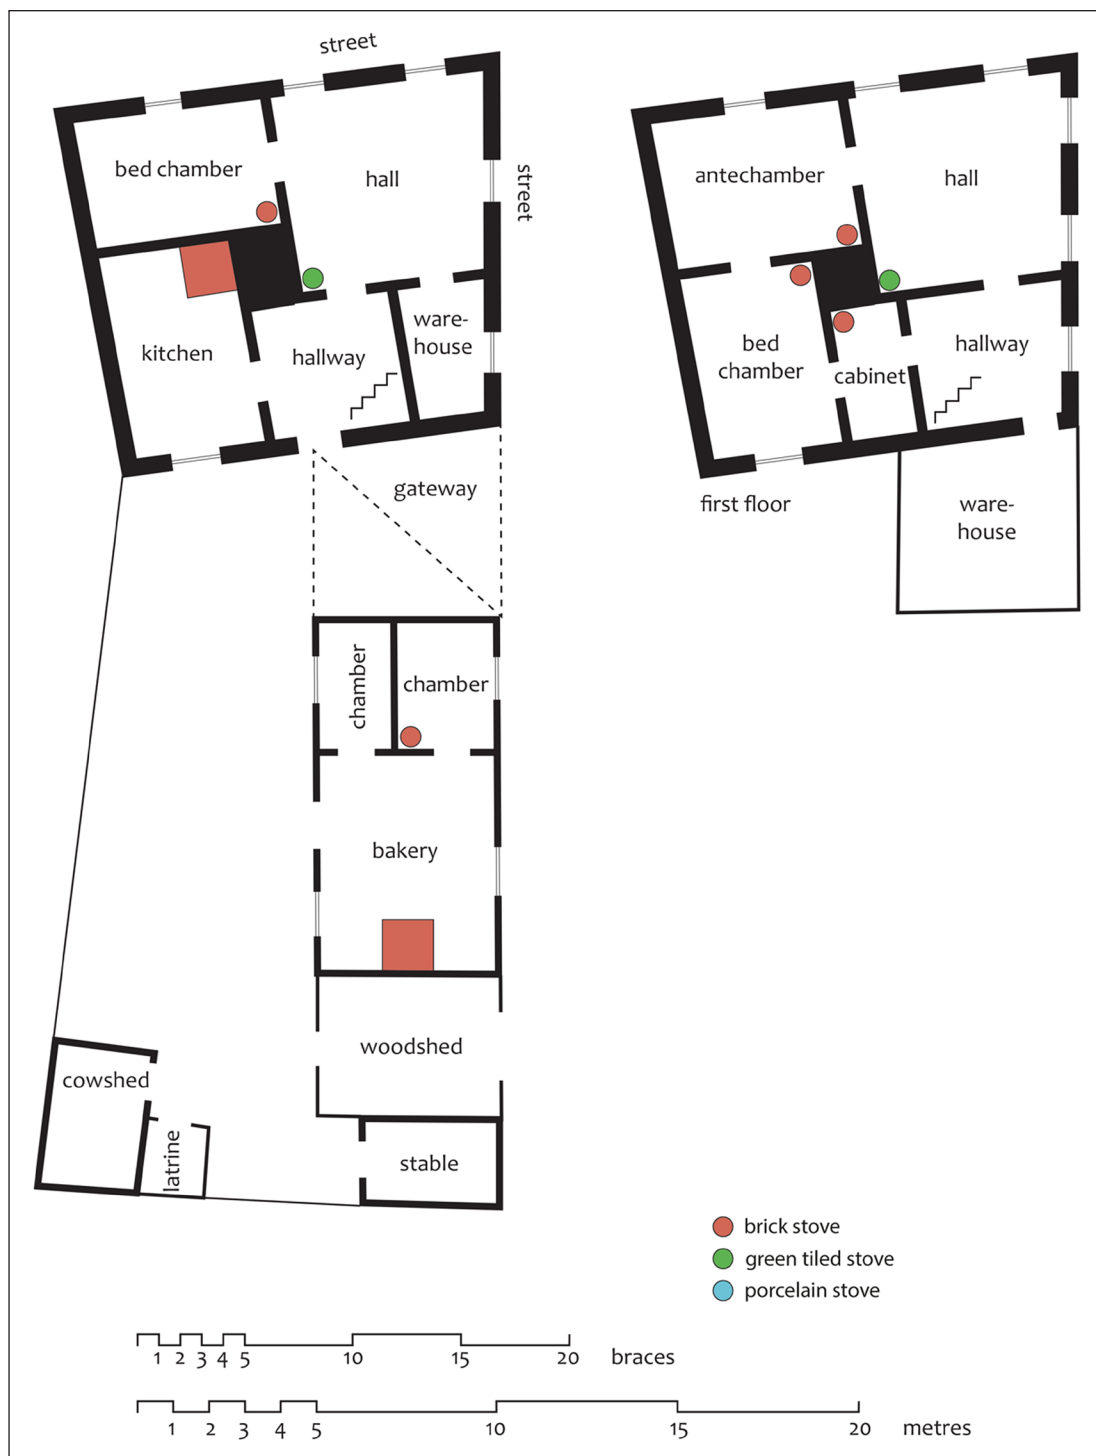 street
bed chamber
hall
street
kitchen
hallway
ware-
house
gateway
chamber
chamber
bakery
woodshed
cowshed
latrine
stable
antechamber
hall
bed
chamber
cabinet
hallway
first floor
ware-
house
brick stove
green tiled stove
porcelain stove
1 2 3 4 5 10 15 20 braces
1 2 3 4 5 10 15 20 metres